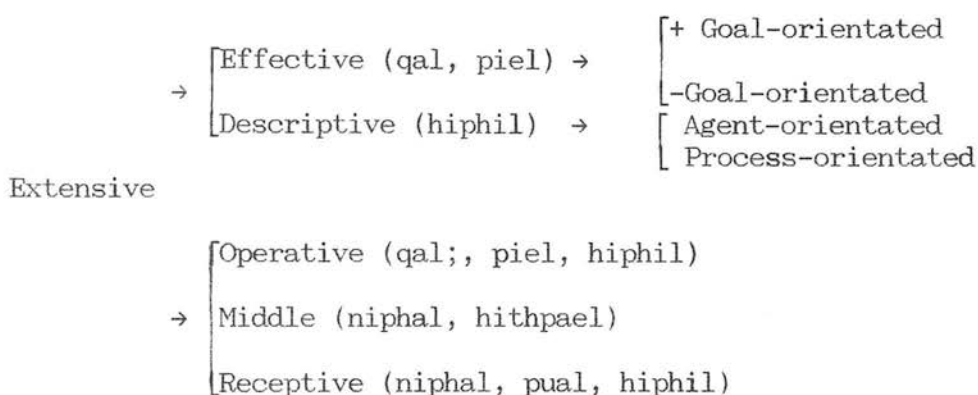 [+ Goal-orientated
→ [Effective (qal, piel) →
[-Goal-orientated
[Descriptive (hiphil) → [ Agent-orientated
[ Process-orientated
Extensive
[Operative (qal;, piel, hiphil)
→ Middle (niphal, hithpael)
[Receptive (niphal, pual, hiphil)